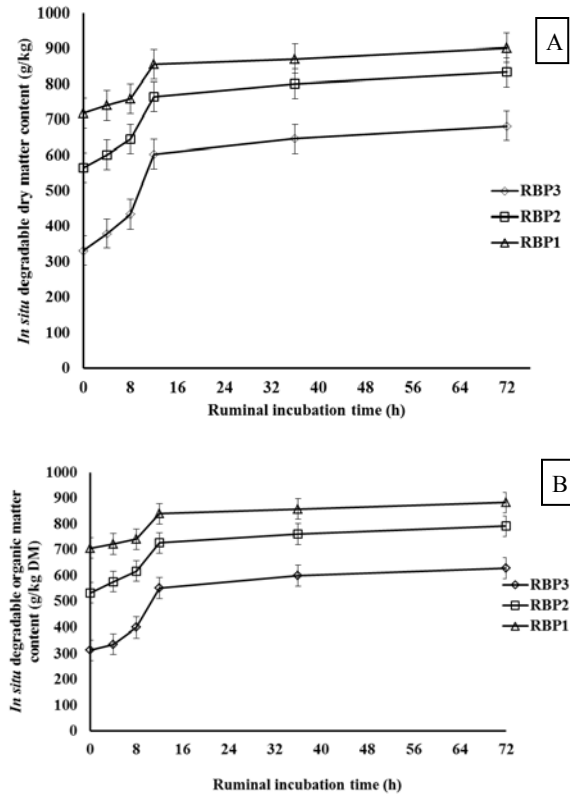 A
In situ degradable dry matter content (g/kg)
1000
900
800
700
600
500
400
300
200
100
0
RBP3
RBP2
RBP1
0 8 16 24 32 40 48 56 64 72
Ruminal incubation time (h)
B
In situ degradable organic matter
content (g/kg DM)
1000
900
800
700
600
500
400
300
200
100
0
RBP3
RBP2
RBP1
0 8 16 24 32 40 48 56 64 72
Ruminal incubation time (h)